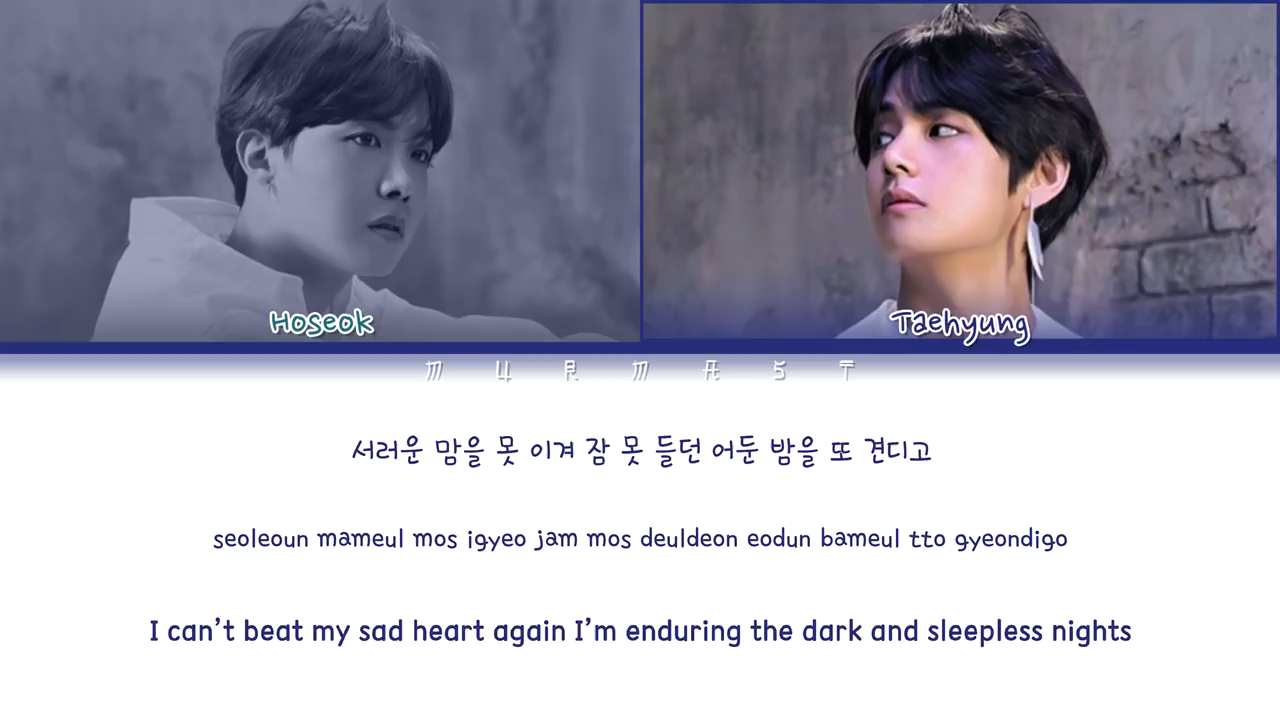 Hoseok
Taehyung
MURMAST
서러운 맘을 못 이겨 잠 못 들던 어둔 밤을 또 견디고
seoleoun mameul mos igyeo jam mos deuldeon eodun bameul tto gyeondigo
I can't beat my sad heart again I'm enduring the dark and sleepless nights